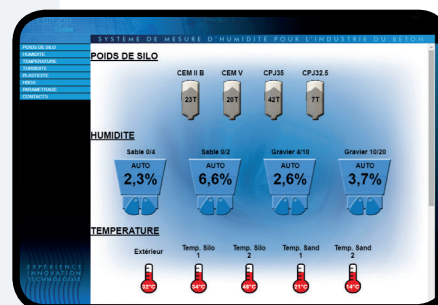 SYSTEME DE MESURE D'HUMIDITE POUR L'INDUSTRIE DU BETON
POIDS DE SILO
HUMIDITE
TEMPERATURE
TURBIDITE
PLASTICITE
HBOX
PARAMETRAGE
CONTACTS
POIDS DE SILO
CEM II B CEM V CPJ35 CPJ32.5
23T 20T 42T 7T
HUMIDITE
Sable 0/4 Sable 0/2 Gravier 4/10 Gravier 10/20
AUTO AUTO AUTO AUTO
2,3% 6,6% 2,6% 3,7%
TEMPERATURE
Extérieur Temp. Silo 1 Temp. Silo 2 Temp. Sand 1 Temp. Sand 2
32°C 34°C 48°C 21°C 14°C
EXPERIENCE
INNOVATION
TECHNOLOGIE